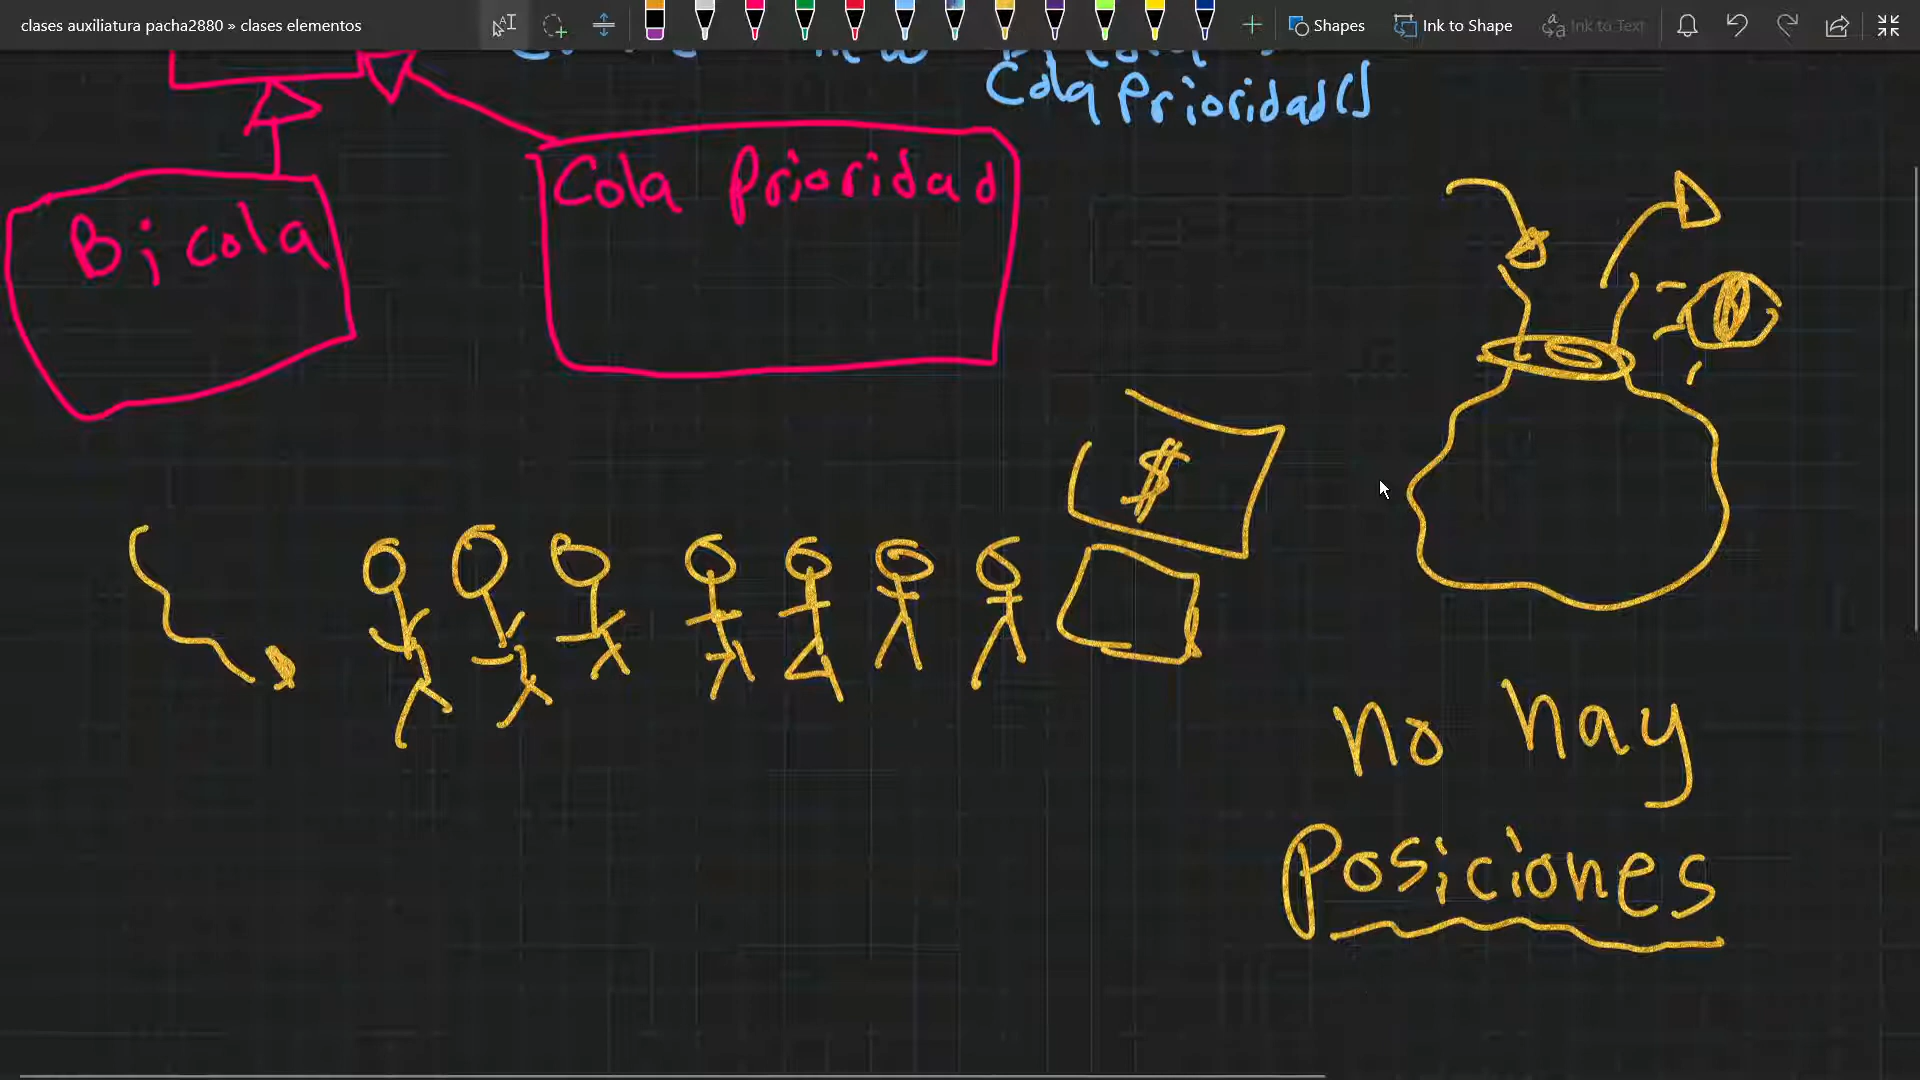 clases auxiliatura pacha2880 » clases elementos
Shapes
Ink to Shape
Ink to Text
new
Cola Prioridad()
Cola Prioridad
Bicola
$
no hay
posiciones